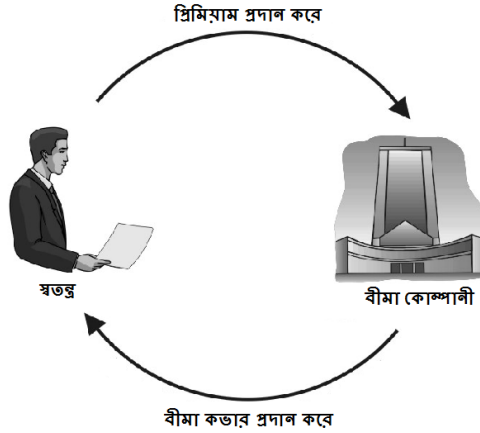 প্রিমিয়াম প্রদান করে
স্বতন্ত্র
বীমা কোম্পানী
বীমা কভার প্রদান করে